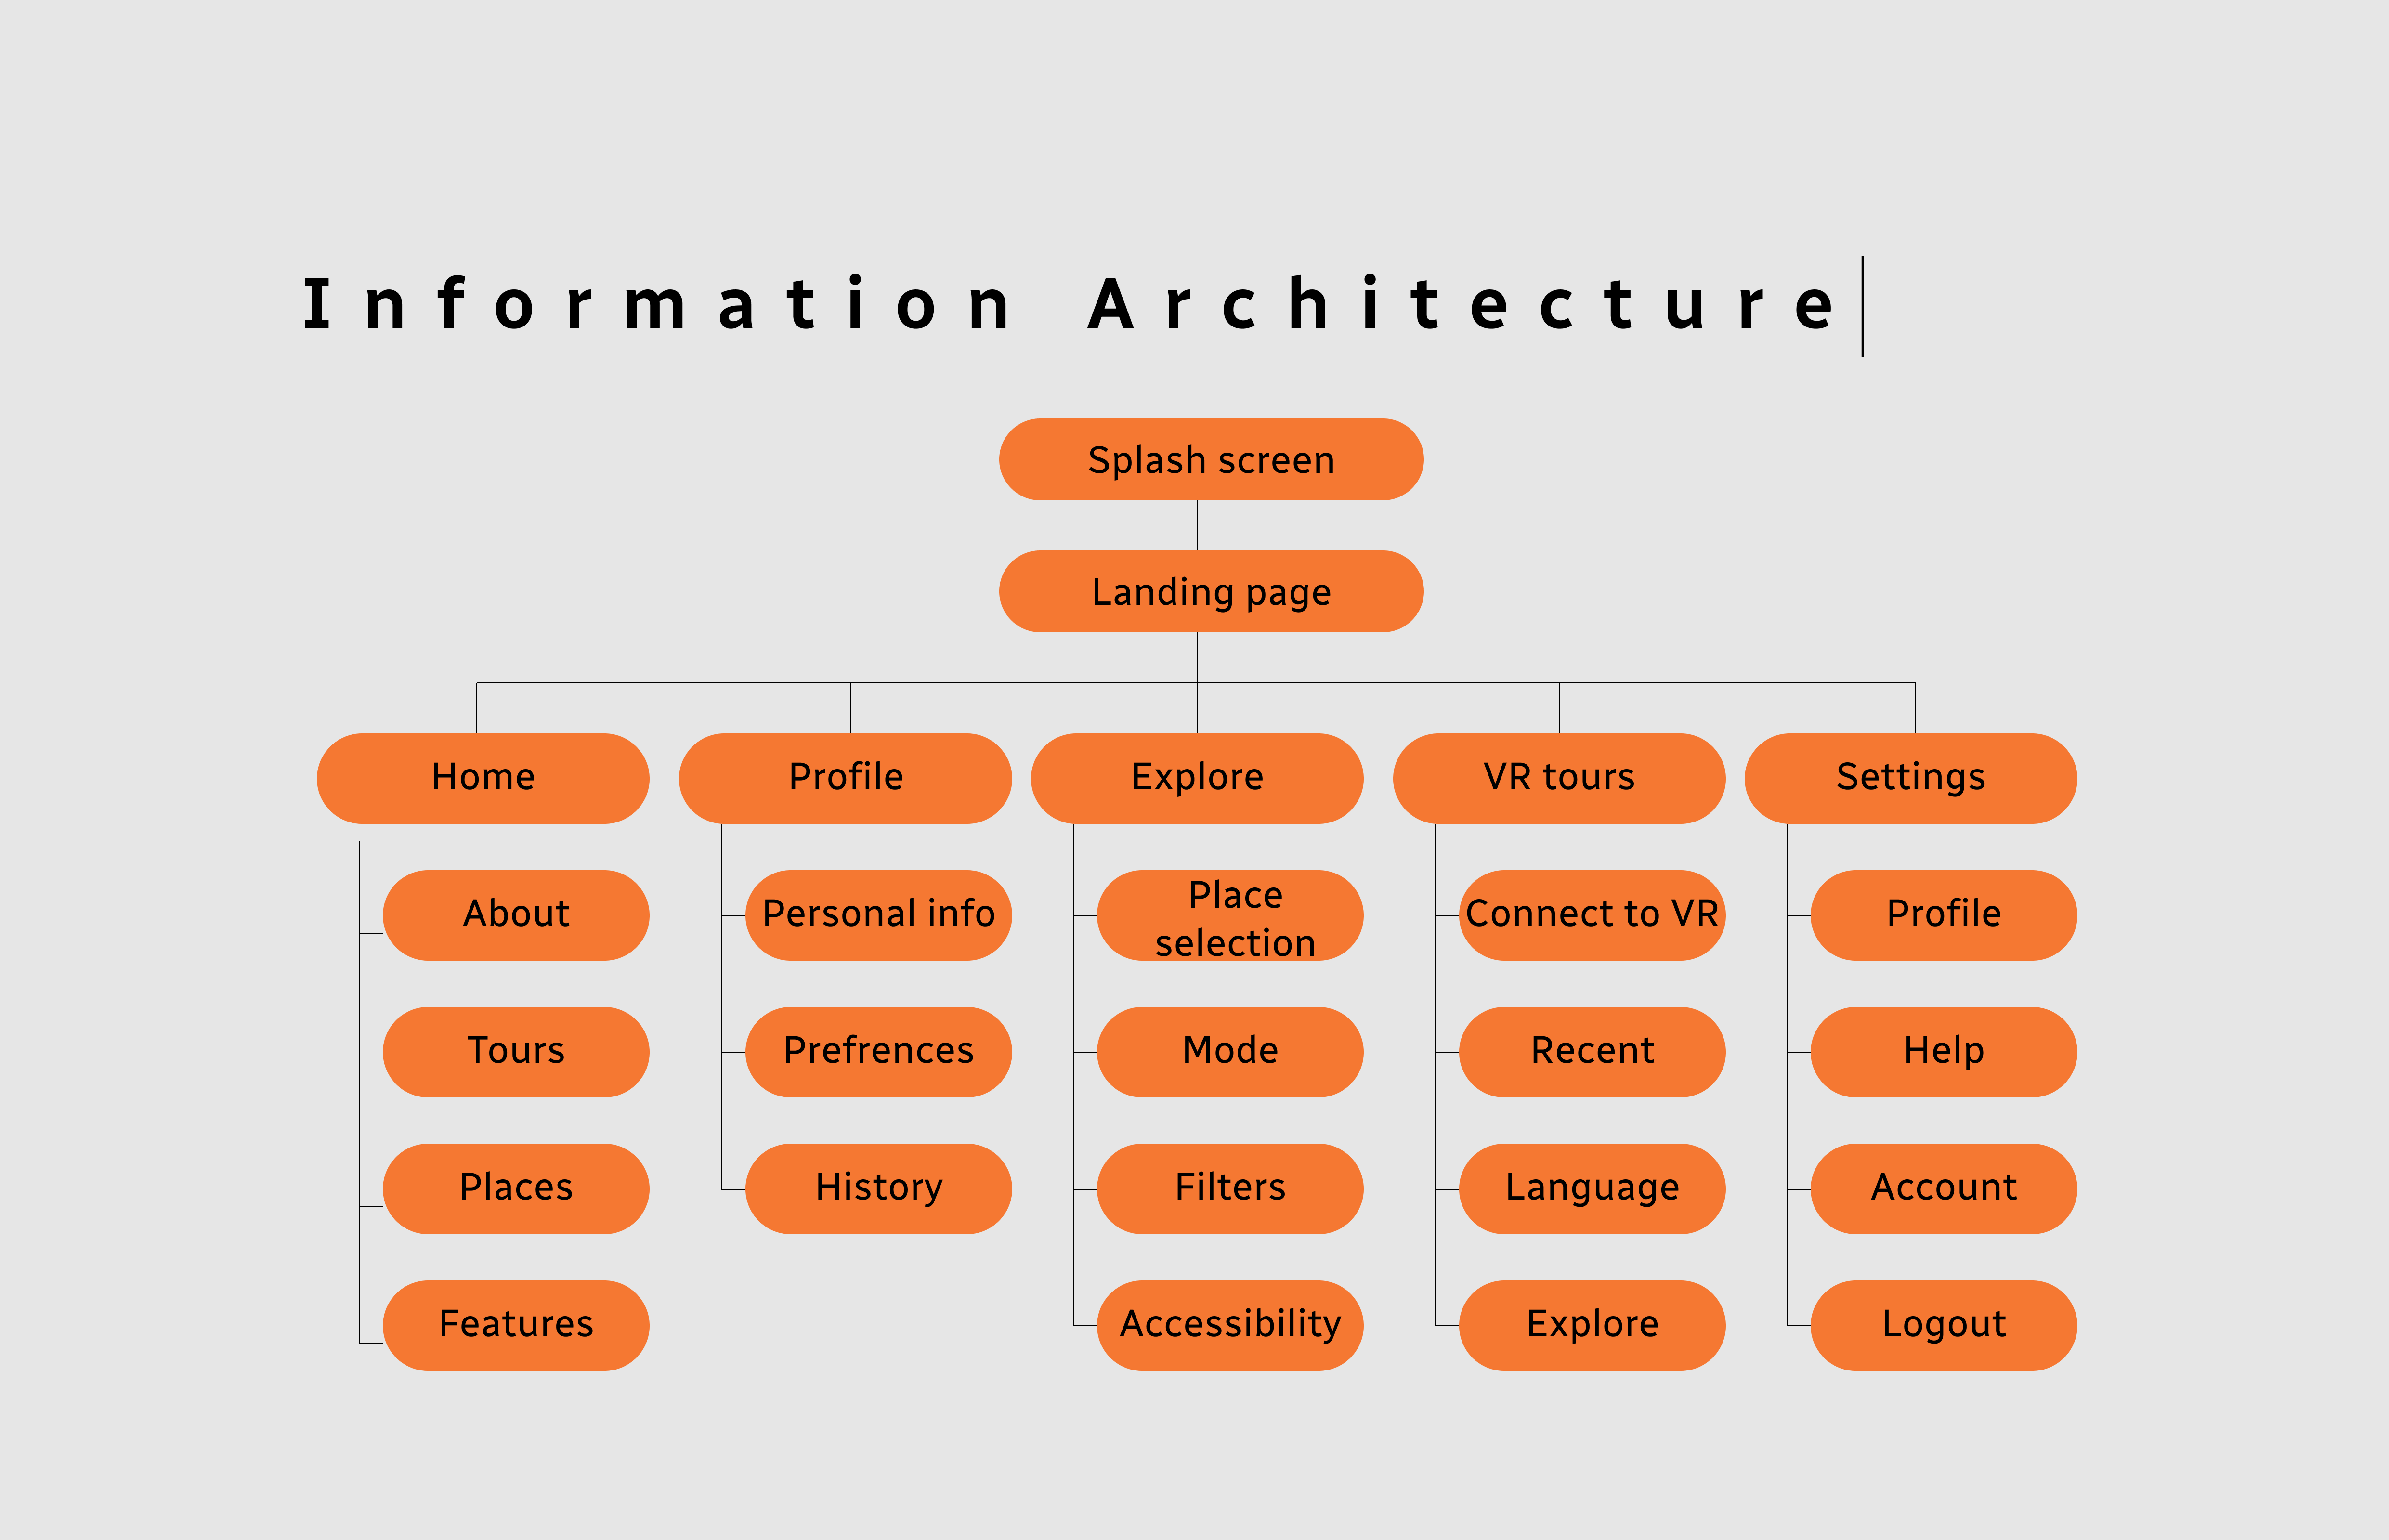 Information Architecture
Splash screen
Landing page
Home
Profile
Explore
VR tours
Settings
About
Personal info
Place
selection
Connect to VR
Profile
Tours
Prefrences
Mode
Recent
Help
Places
History
Filters
Language
Account
Features
Accessibility
Explore
Logout